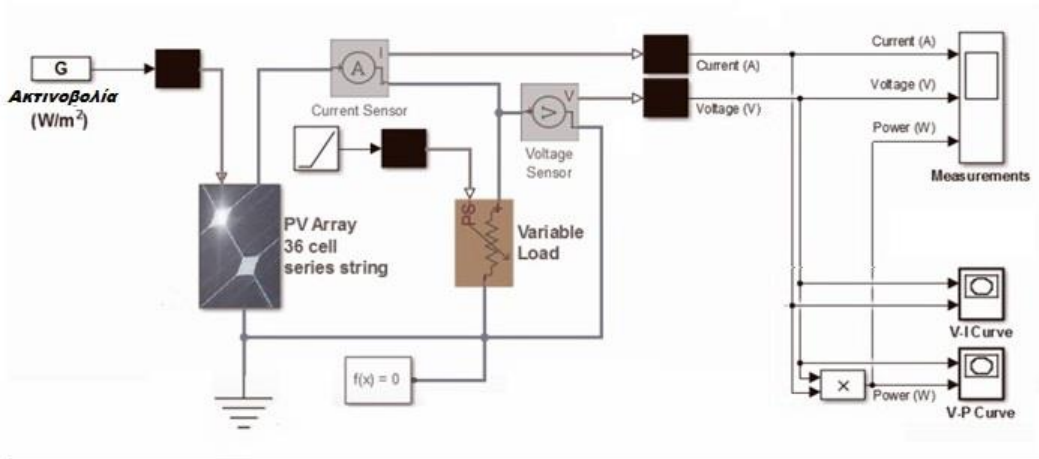 G
Ακτινοβολία
(W/m²)
A
I
Current Sensor
V
V
Voltage
Sensor
Current (A)
Voltage (V)
Current (A)
Voltage (V)
Power (W)
Measurements
PV Array
36 cell
series string
PS
+
Variable
Load
f(x) = 0
V-I Curve
×
Power (W)
V-P Curve